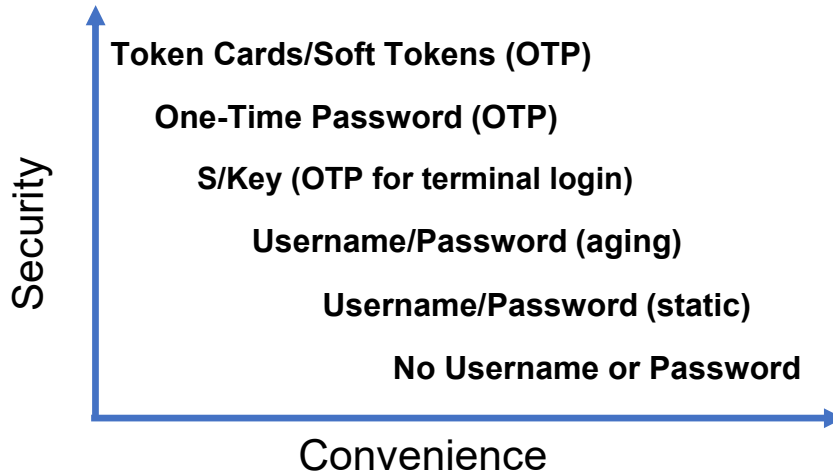 Token Cards/Soft Tokens (OTP)
One-Time Password (OTP)
S/Key (OTP for terminal login)
Username/Password (aging)
Username/Password (static)
No Username or Password
Security
Convenience